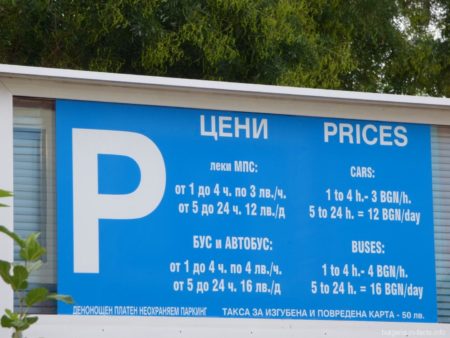 P
ЦЕНИ
леки МПС:
от 1 до 4 ч. по 3 лв./ч.
от 5 до 24 ч. 12 лв./д
БУС и АВТОБУС:
от 1 до 4 ч. по 4 лв./ч.
от 5 до 24 ч. 16 лв./д
PRICES
CARS:
1 to 4 h.- 3 BGN/h.
5 to 24 h. = 12 BGN/day
BUSES:
1 to 4 h.- 4 BGN/h.
5 to 24 h. = 16 BGN/day
ДЕНОНОЩЕН ПЛАТЕН НЕОХРАНЯЕМ ПАРКИНГ
ТАКСА ЗА ИЗГУБЕНА И ПОВРЕДЕНА КАРТА - 50 лв.